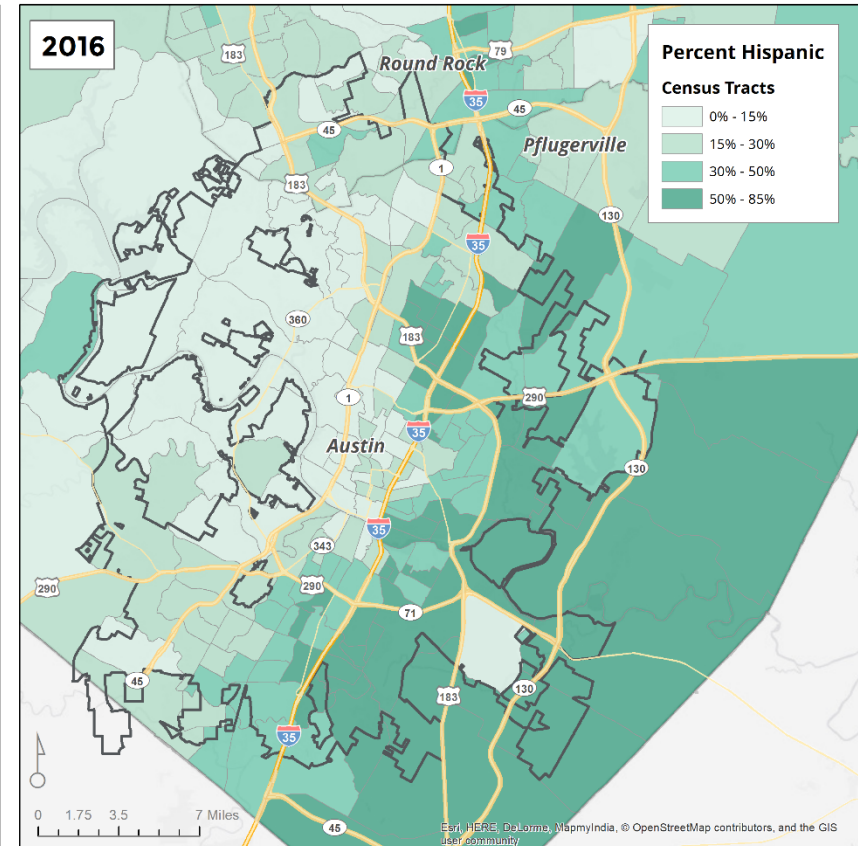 2016
Percent Hispanic
Census Tracts
0% - 15%
15% - 30%
30% - 50%
50% - 85%
183
79
Round Rock
35
45
45
Pflugerville
1
183
130
35
360
183
290
1
35
Austin
130
35
343
290
290
71
45
183
130
35
45
0 1.75 3.5 7 Miles
Esri, HERE, DeLorme, MapmyIndia, © OpenStreetMap contributors, and the GIS
user community